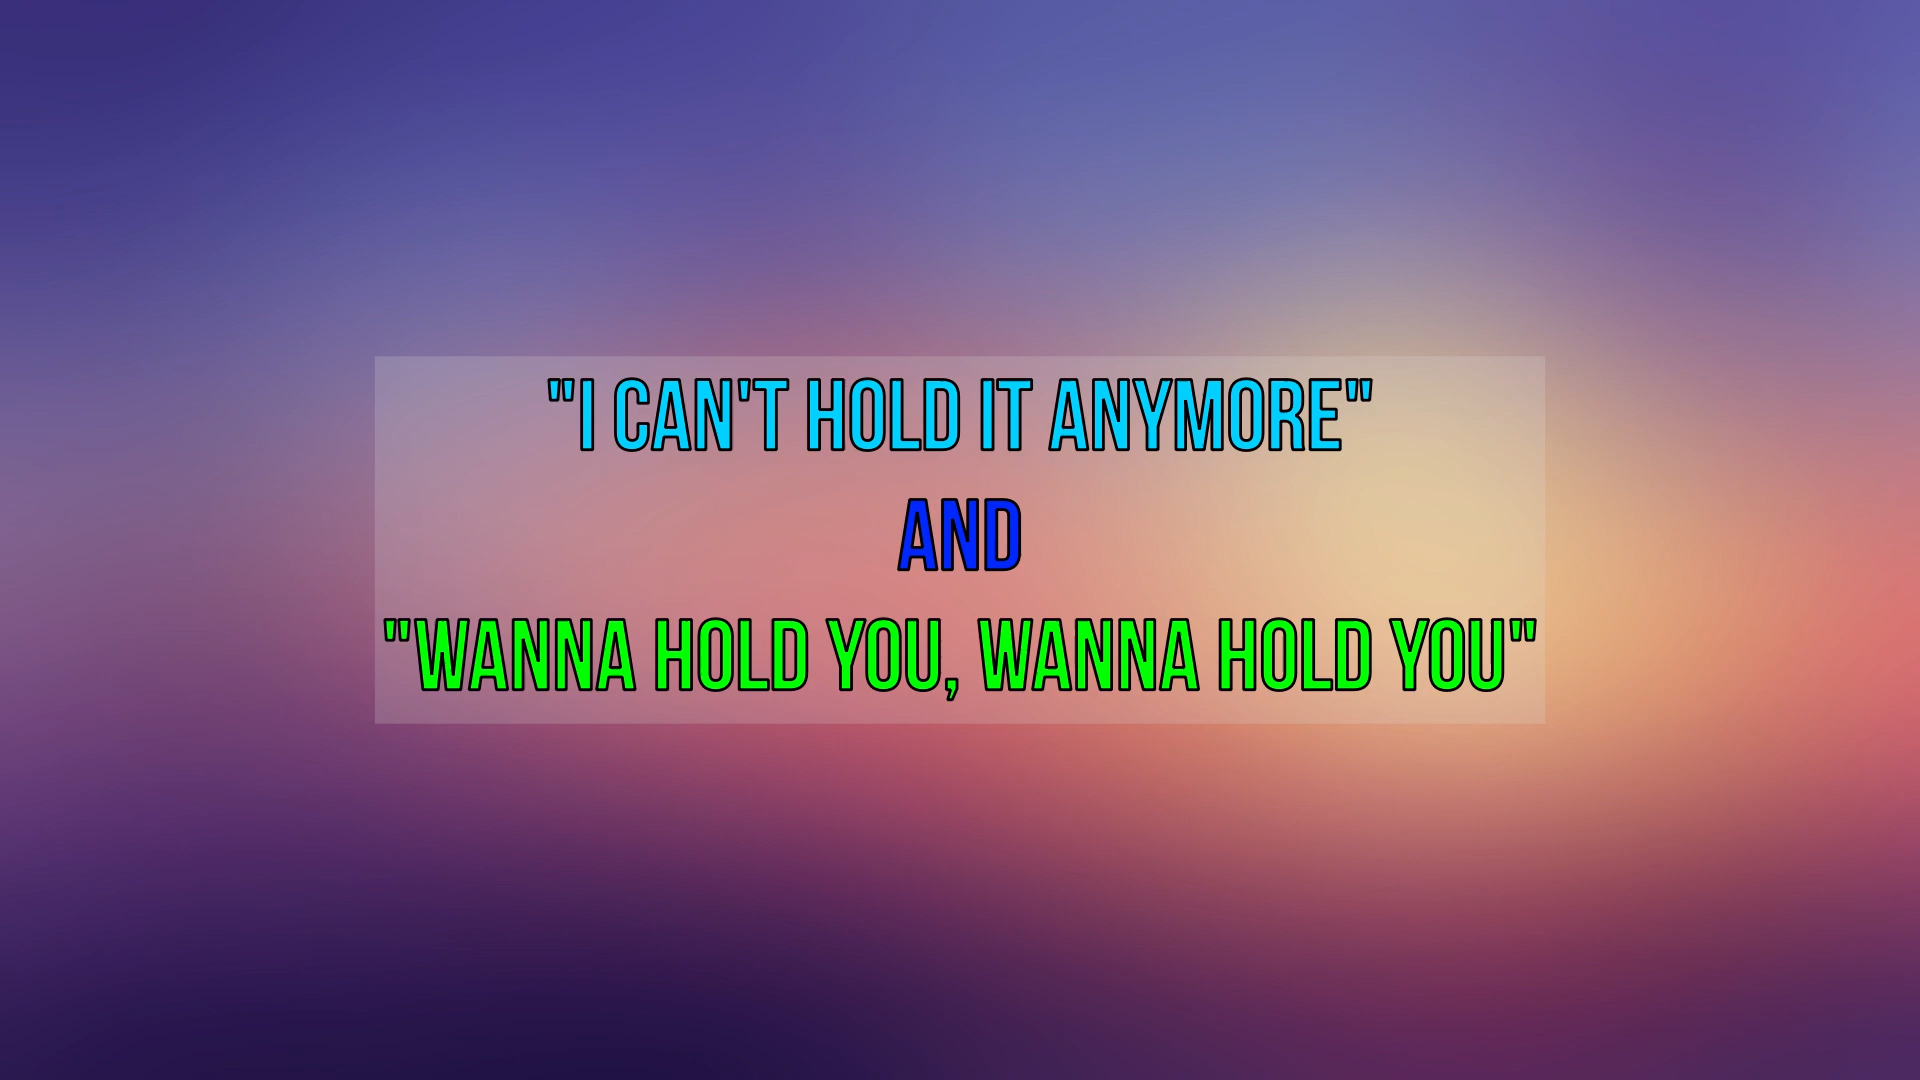 "I CAN'T HOLD IT ANYMORE"
AND
"WANNA HOLD YOU, WANNA HOLD YOU"